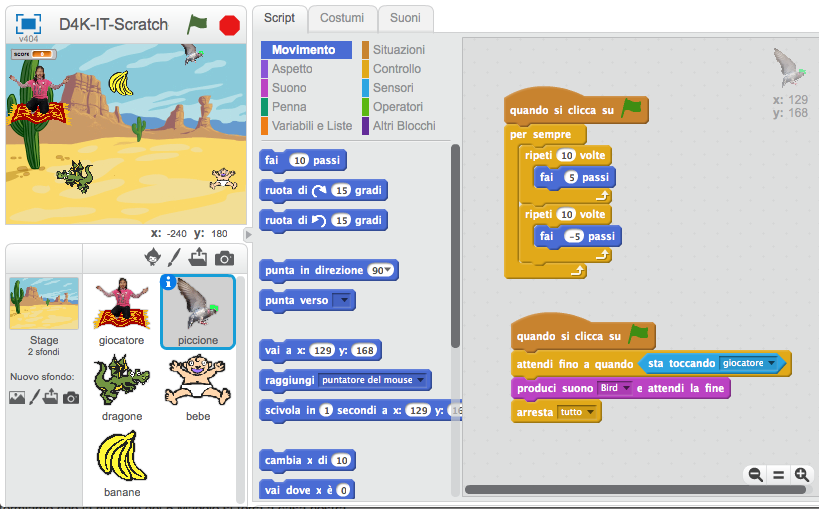 D4K-IT-Scratch
v404
score 0
x: -240 y: 180
Stage
2 sfondi
Nuovo sfondo:
giocatore
piccione
dragone
bebe
banane
Script Costumi Suoni
Movimento Situazioni
Aspetto Controllo
Suono Sensori
Penna Operatori
Variabili e Liste Altri Blocchi
fai 10 passi
ruota di 15 gradi
ruota di 15 gradi
punta in direzione 90
punta verso
vai a x: 129 y: 168
raggiungi puntatore del mouse
scivola in 1 secondi a x: 129 y:
cambia x di 10
vai dove x è 0
x: 129
y: 168
quando si clicca su
per sempre
ripeti 10 volte
fai 5 passi
ripeti 10 volte
fai -5 passi
quando si clicca su
attendi fino a quando sta toccando giocatore
produci suono Bird e attendi la fine
arresta tutto